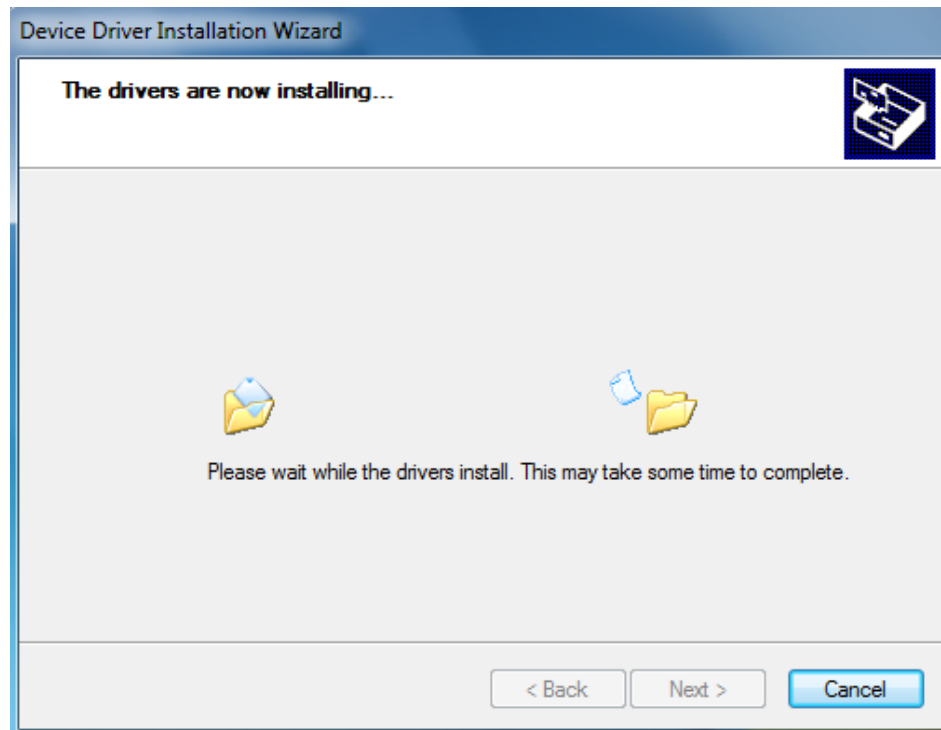 Device Driver Installation Wizard
The drivers are now installing...
Please wait while the drivers install. This may take some time to complete.
< Back
Next >
Cancel